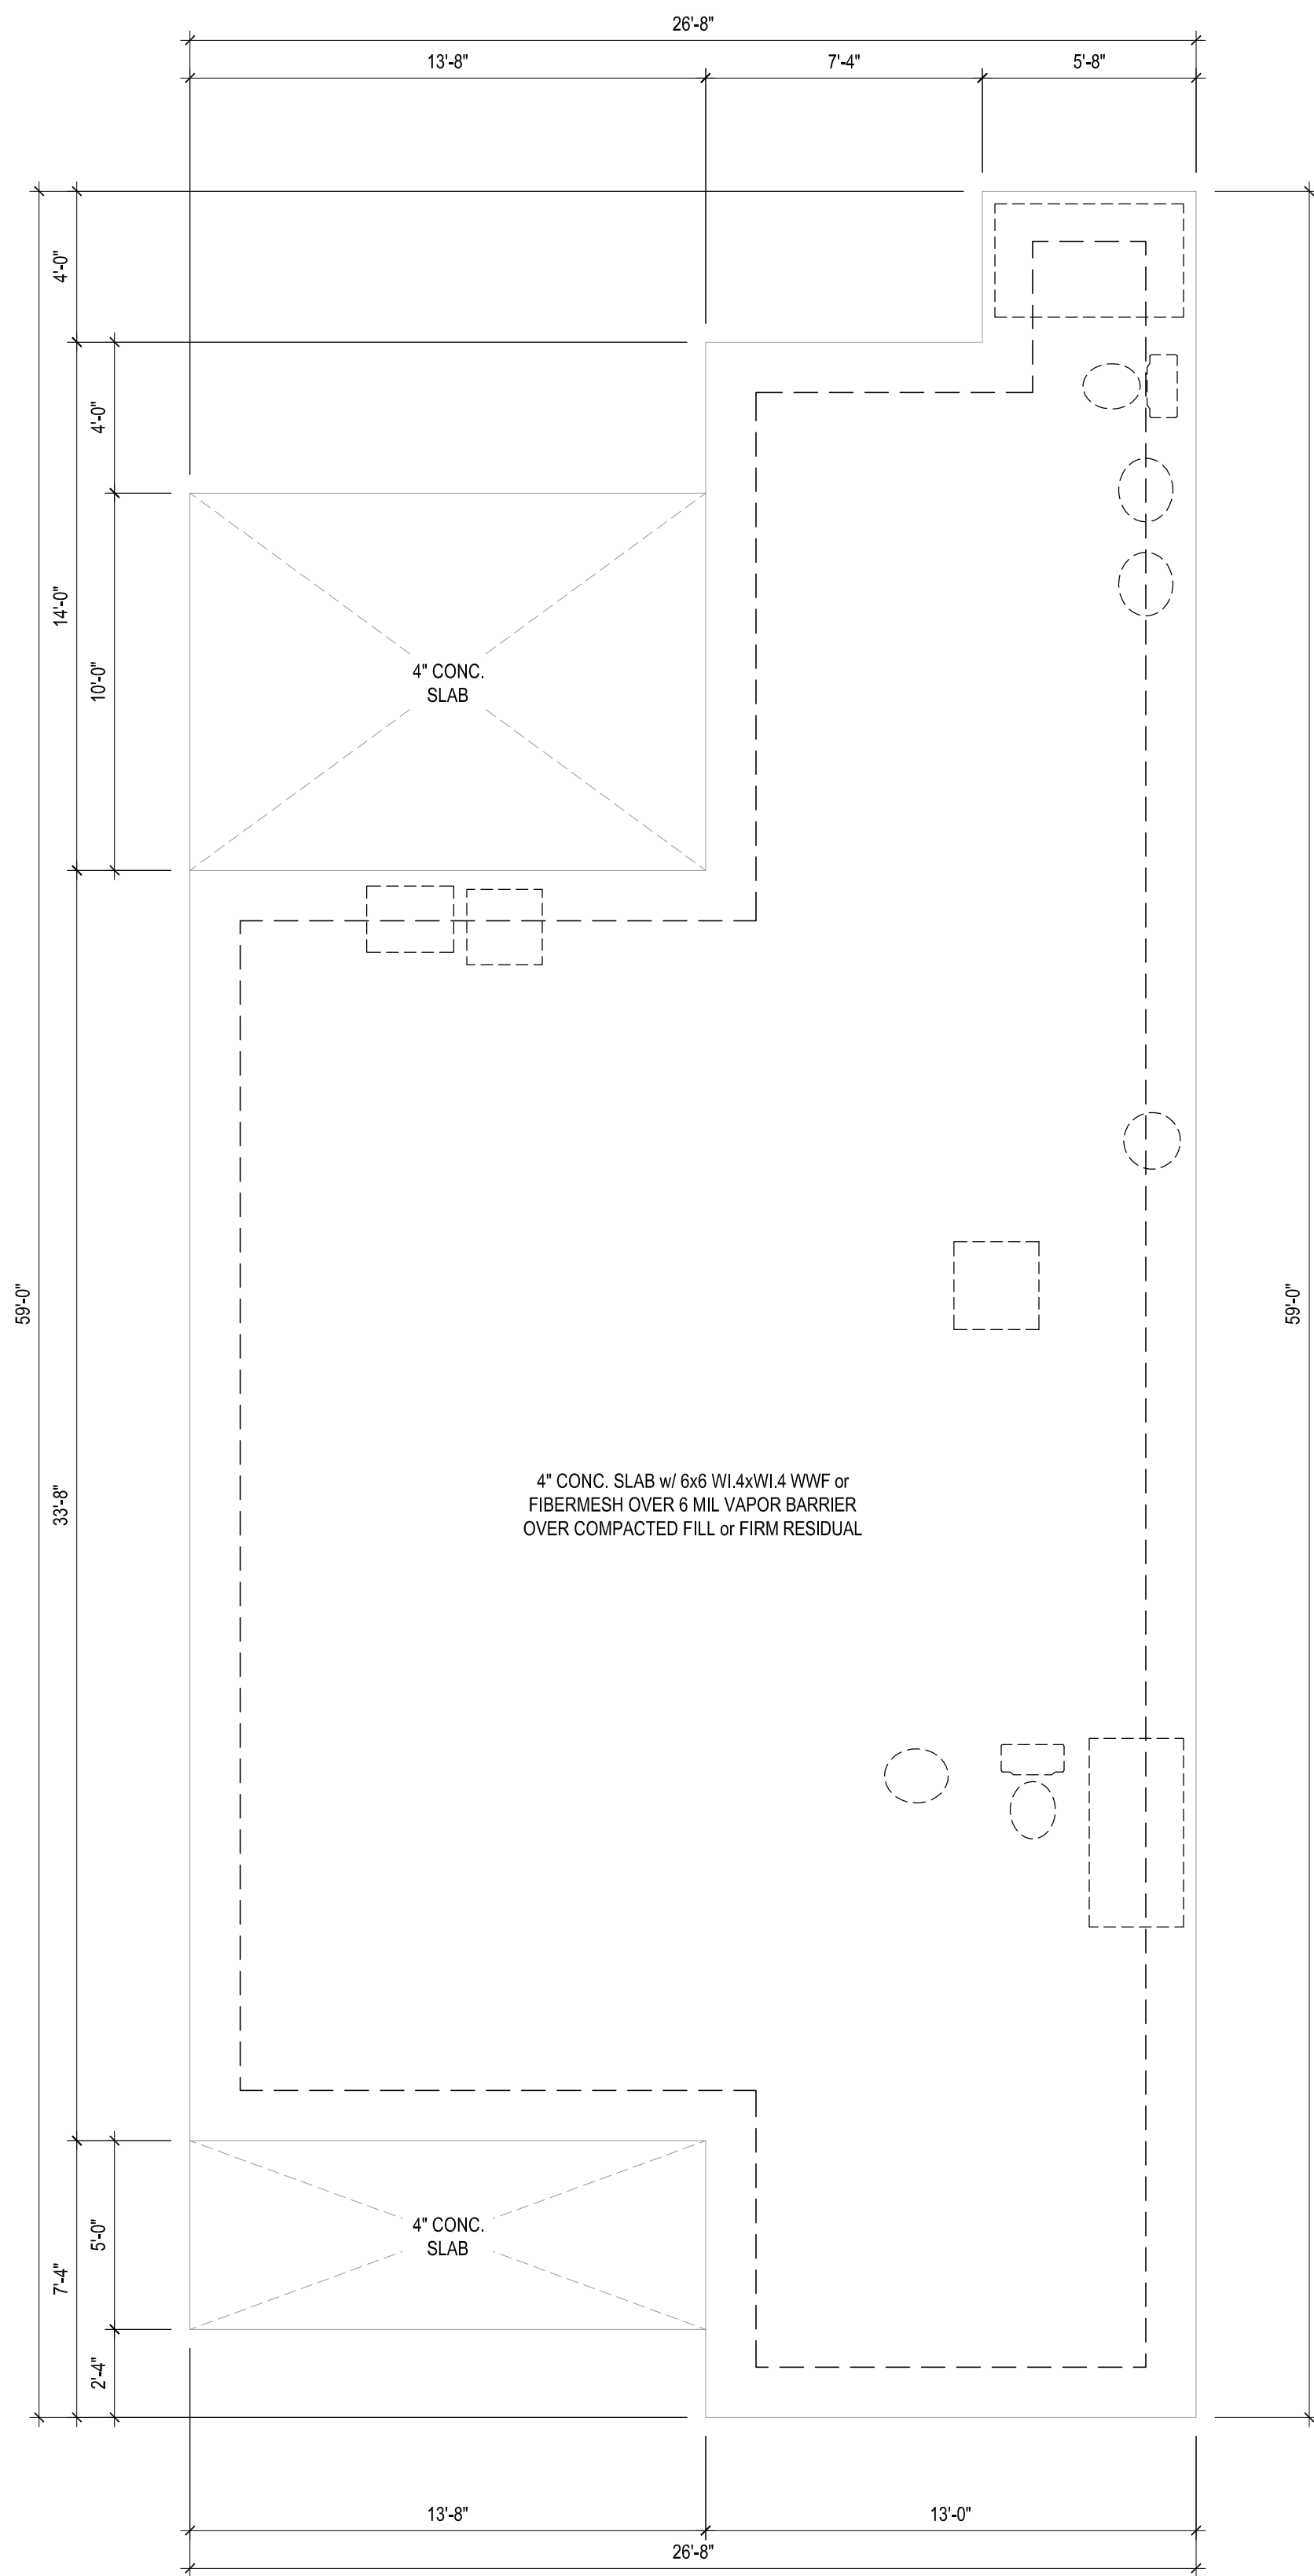 26'-8"
13'-8"
7'-4"
5'-8"
4'-0"
4'-0"
14'-0"
10'-0"
4" CONC.
SLAB
59'-0"
59'-0"
33'-8"
4" CONC. SLAB w/ 6x6 WI.4xWI.4 WWF or
FIBERMESH OVER 6 MIL VAPOR BARRIER
OVER COMPACTED FILL or FIRM RESIDUAL
4" CONC.
SLAB
5'-0"
7'-4"
2'-4"
13'-8"
13'-0"
26'-8"